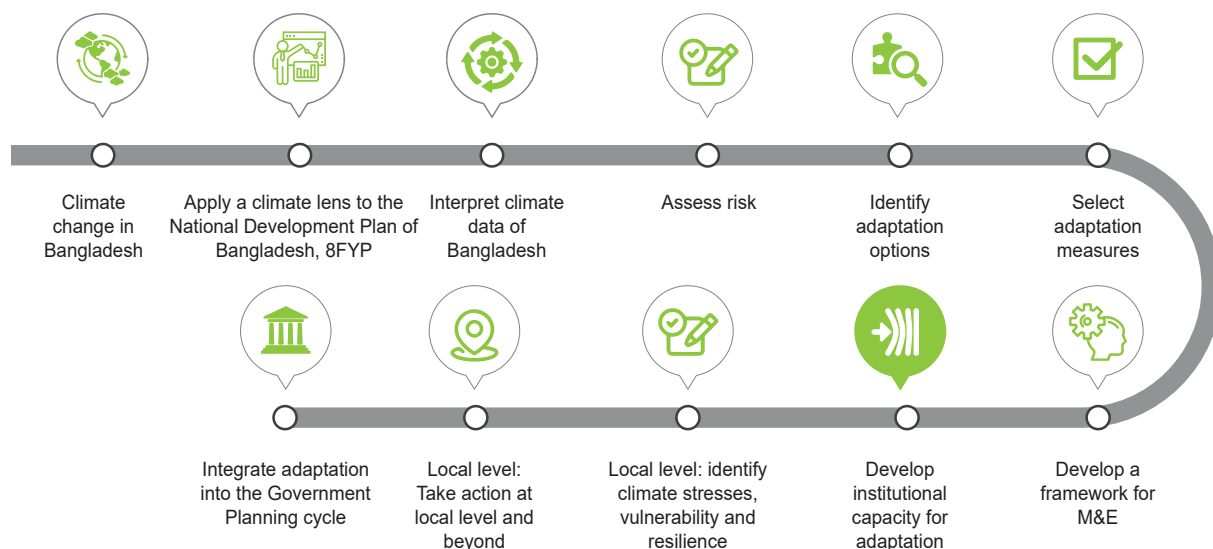 Climate
change in
Bangladesh
Apply a climate lens to the
National Development Plan of
Bangladesh, 8FYP
Interpret climate
data of
Bangladesh
Assess risk
Identify
adaptation
options
Select
adaptation
measures
Integrate adaptation
into the Government
Planning cycle
Local level:
Take action at
local level and
beyond
Local level: identify
climate stresses,
vulnerability and
resilience
Develop
institutional
capacity for
adaptation
Develop a
framework for
M&E